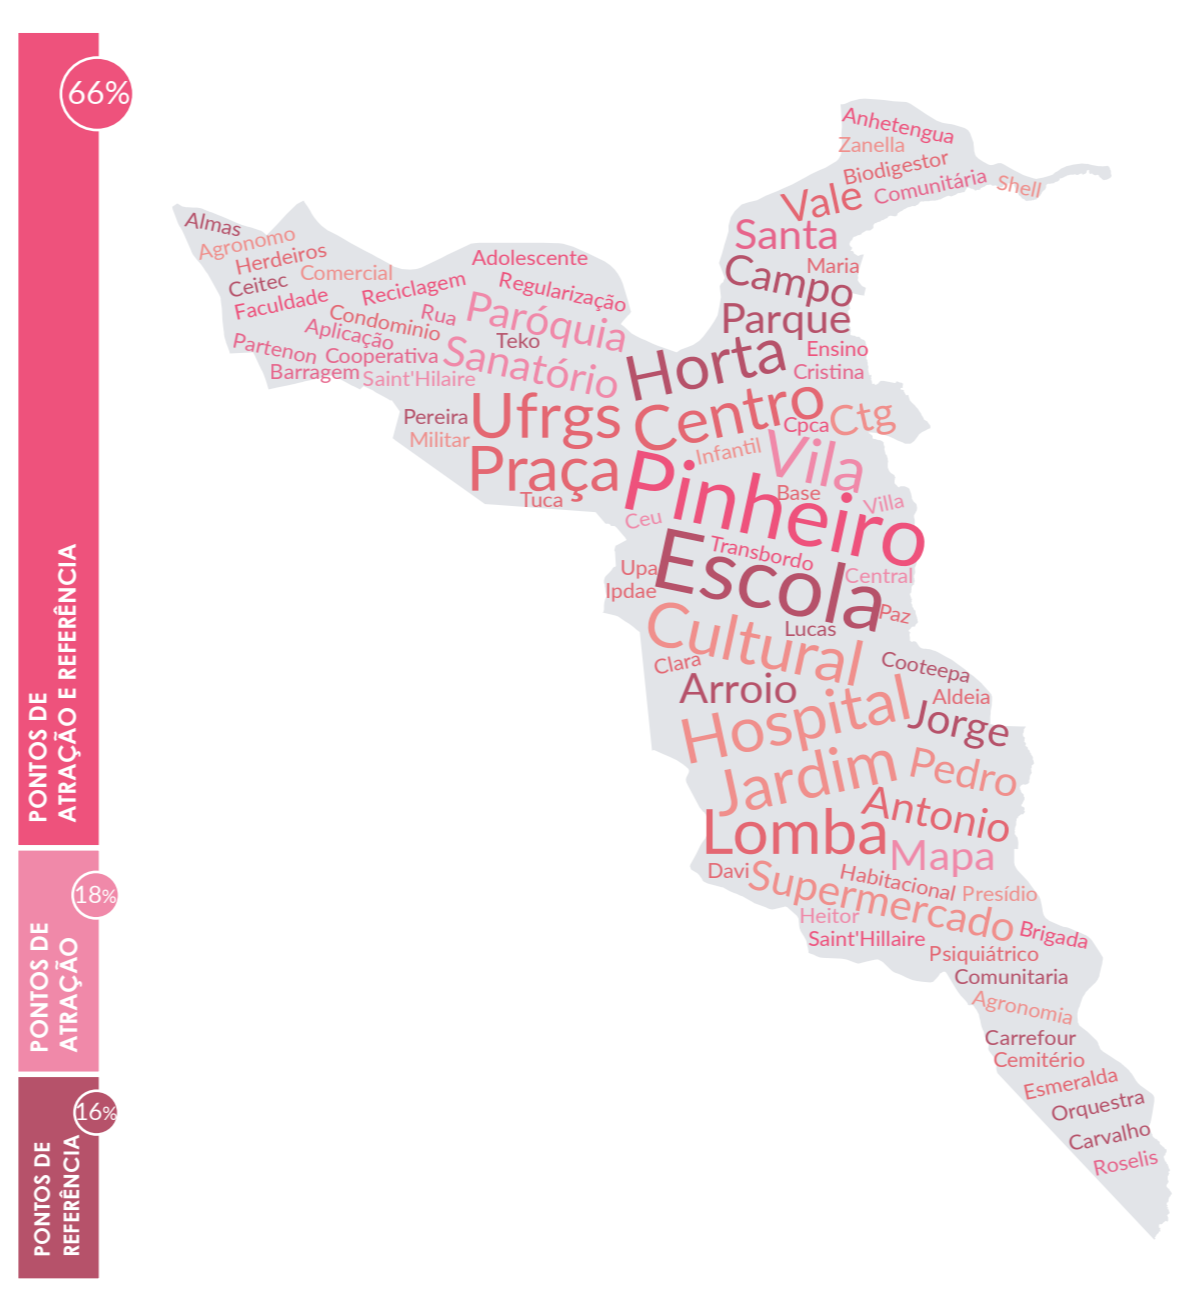 66%
PONTOS DE
ATRAÇÃO E REFERÊNCIA
18%
PONTOS DE
ATRAÇÃO
16%
PONTOS DE
REFERÊNCIA
Anhetengua
Zanella
Biodigestor
Comunitária
Shell
Vale
Santa
Maria
Campo
Parque
Almas
Agronomo
Herdeiros
Ceitec
Comercial
Faculdade
Reciclagem
Adolescente
Regularização
Condominio
Rua
Paróquia
Aplicação
Teko
Partenon
Cooperativa
Sanatório
Barragem
Saint'Hilaire
Horta
Ensino
Cristina
Pereira
Ufrgs
Centro
Cpca
Ctg
Militar
Praça
Infantil
Vila
Tuca
Pinheiro
Base
Villa
Ceu
Transbordo
Upa
Escola
Central
Ipdae
Paz
Lucas
Cultural
Clara
Cooteepa
Arroio
Aldeia
Hospital
Jorge
Jardim
Pedro
Antonio
Lomba
Mapa
Davi
Supermercado
Habitacional
Presídio
Heitor
Saint'Hillaire
Brigada
Psiquiátrico
Comunitaria
Agronomia
Carrefour
Cemitério
Esmeralda
Orquestra
Carvalho
Roselis